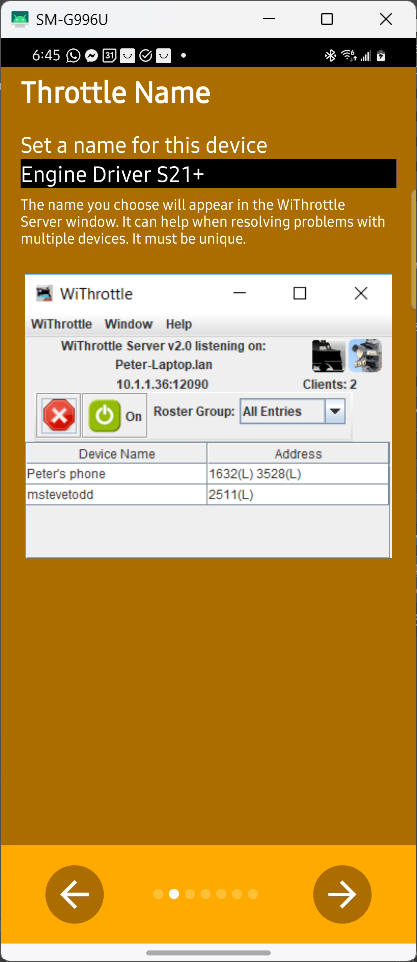 SM-G996U
6:45
31
Throttle Name
Set a name for this device
Engine Driver S21+
The name you choose will appear in the WiThrottle
Server window. It can help when resolving problems with
multiple devices. It must be unique.
WiThrottle
WiThrottle Window Help
WiThrottle Server v2.0 listening on:
Peter-Laptop.lan
10.1.1.36:12090
Clients: 2
On
Roster Group: All Entries
Device Name Address
Peter's phone 1632(L) 3528(L)
mstevetodd 2511(L)